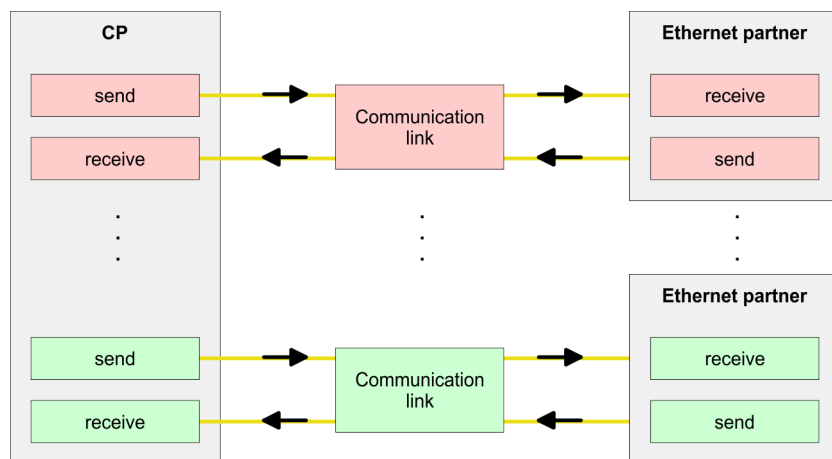 CP
Ethernet partner
send
Communication
link
receive
receive
send
Ethernet partner
send
Communication
link
receive
receive
send